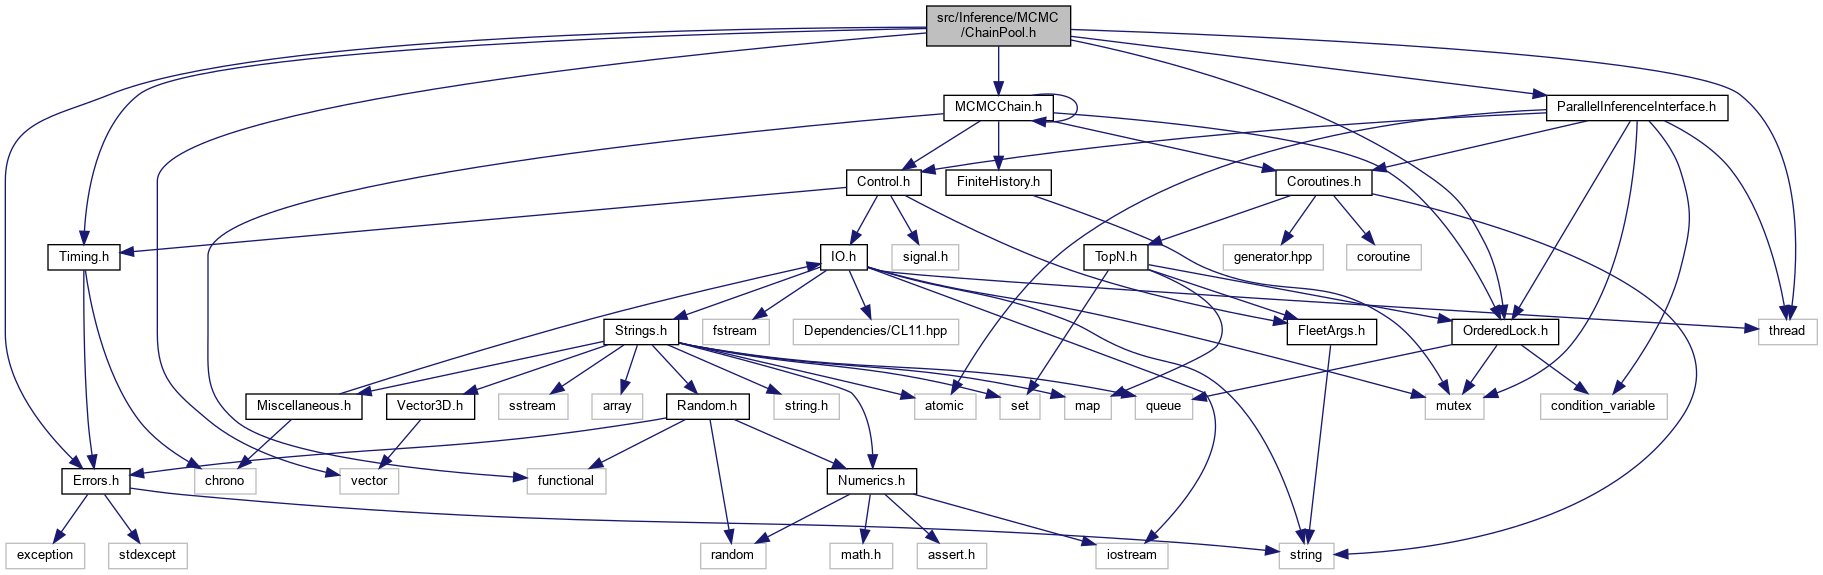 src/Inference/MCMC
/ChainPool.h
MCMCChain.h
ParallelInferenceInterface.h
Control.h
FiniteHistory.h
Coroutines.h
Timing.h
IO.h
signal.h
TopN.h
generator.hpp
coroutine
Strings.h
fstream
Dependencies/CL11.hpp
FleetArgs.h
OrderedLock.h
thread
Miscellaneous.h
Vector3D.h
sstream
array
Random.h
string.h
atomic
set
map
queue
mutex
condition_variable
Errors.h
chrono
vector
functional
Numerics.h
exception
stdexcept
random
math.h
assert.h
iostream
string